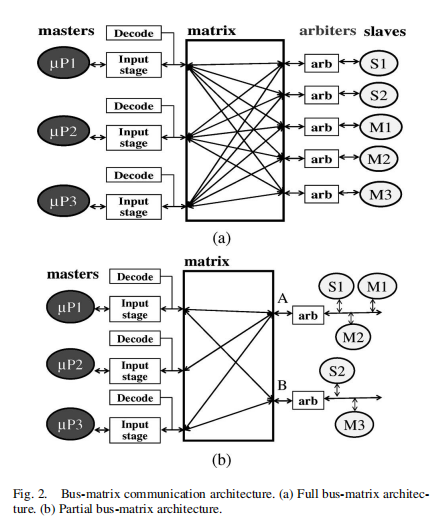 masters
matrix
arbiters slaves
Decode
µP1
Input
stage
arb
S1
Decode
µP2
Input
stage
arb
S2
arb
M1
Decode
µP3
Input
stage
arb
M2
arb
M3
(a)
masters
matrix
Decode
µP1
Input
stage
A
arb
S1
M1
M2
Decode
µP2
Input
stage
Decode
µP3
Input
stage
B
arb
S2
M3
(b)
Fig. 2. Bus-matrix communication architecture. (a) Full bus-matrix architec-
ture. (b) Partial bus-matrix architecture.